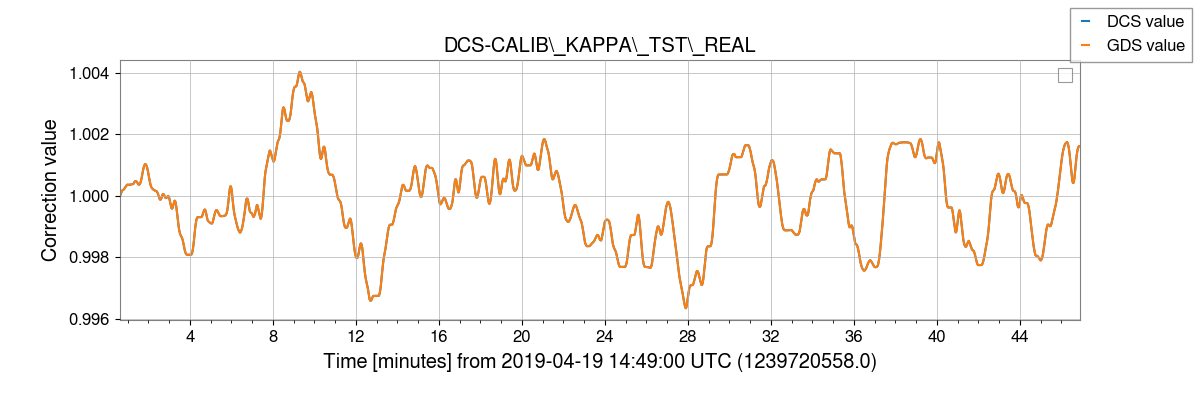 DCS value
GDS value
DCS-CALIB\_KAPPA\_TST\_REAL
Correction value
1.004
1.002
1.000
0.998
0.996
4 8 12 16 20 24 28 32 36 40 44
Time [minutes] from 2019-04-19 14:49:00 UTC (1239720558.0)